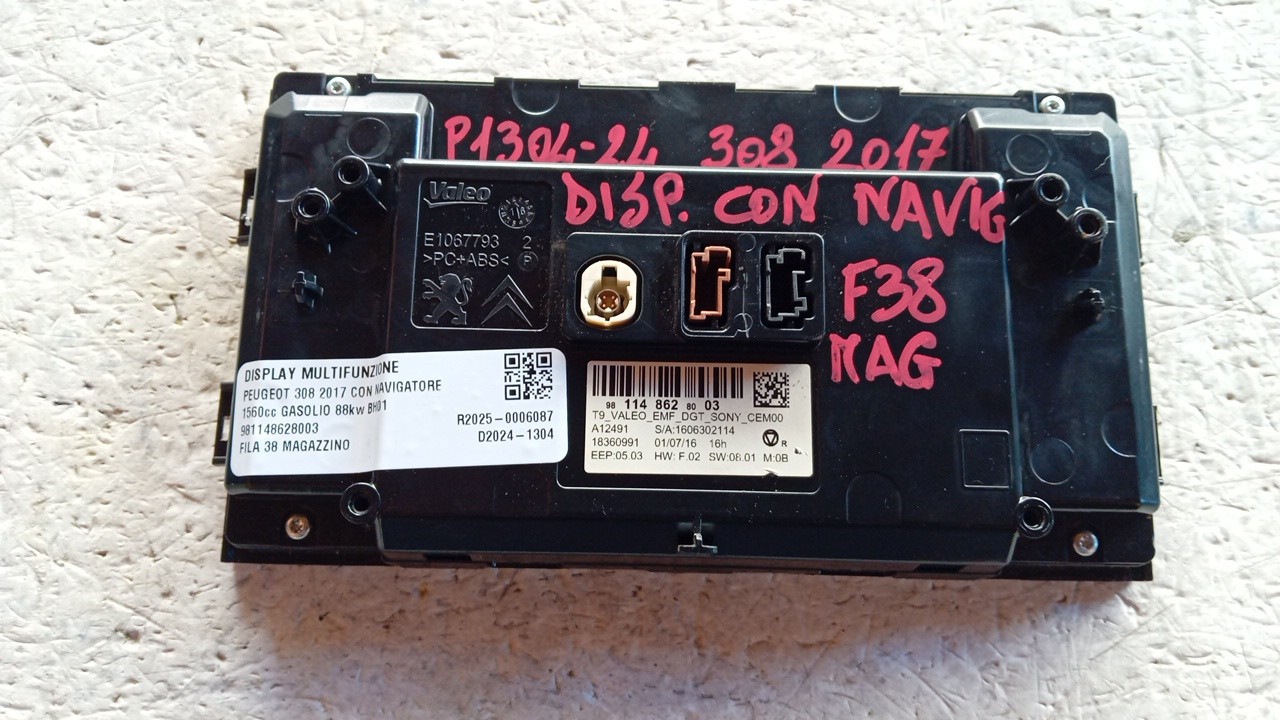 P1304-24 308 2017
DISP. CON NAVIG
F38
MAG
Valeo
E1067793 2
>PC+ABS< P
DISPLAY MULTIFUNZIONE
PEUGEOT 308 2017 CON NAVIGATORE
1560cc GASOLIO 88kw BH01
981148628003
FILA 38 MAGAZZINO
R2025-0006087
D2024-1304
98 114 862 80 03
T9_VALEO_EMF_DGT_SONY_CEM00
A12491 S/A:1606302114
18360991 01/07/16 16h R
EEP:05.03 HW: F.02 SW:08.01 M:0B